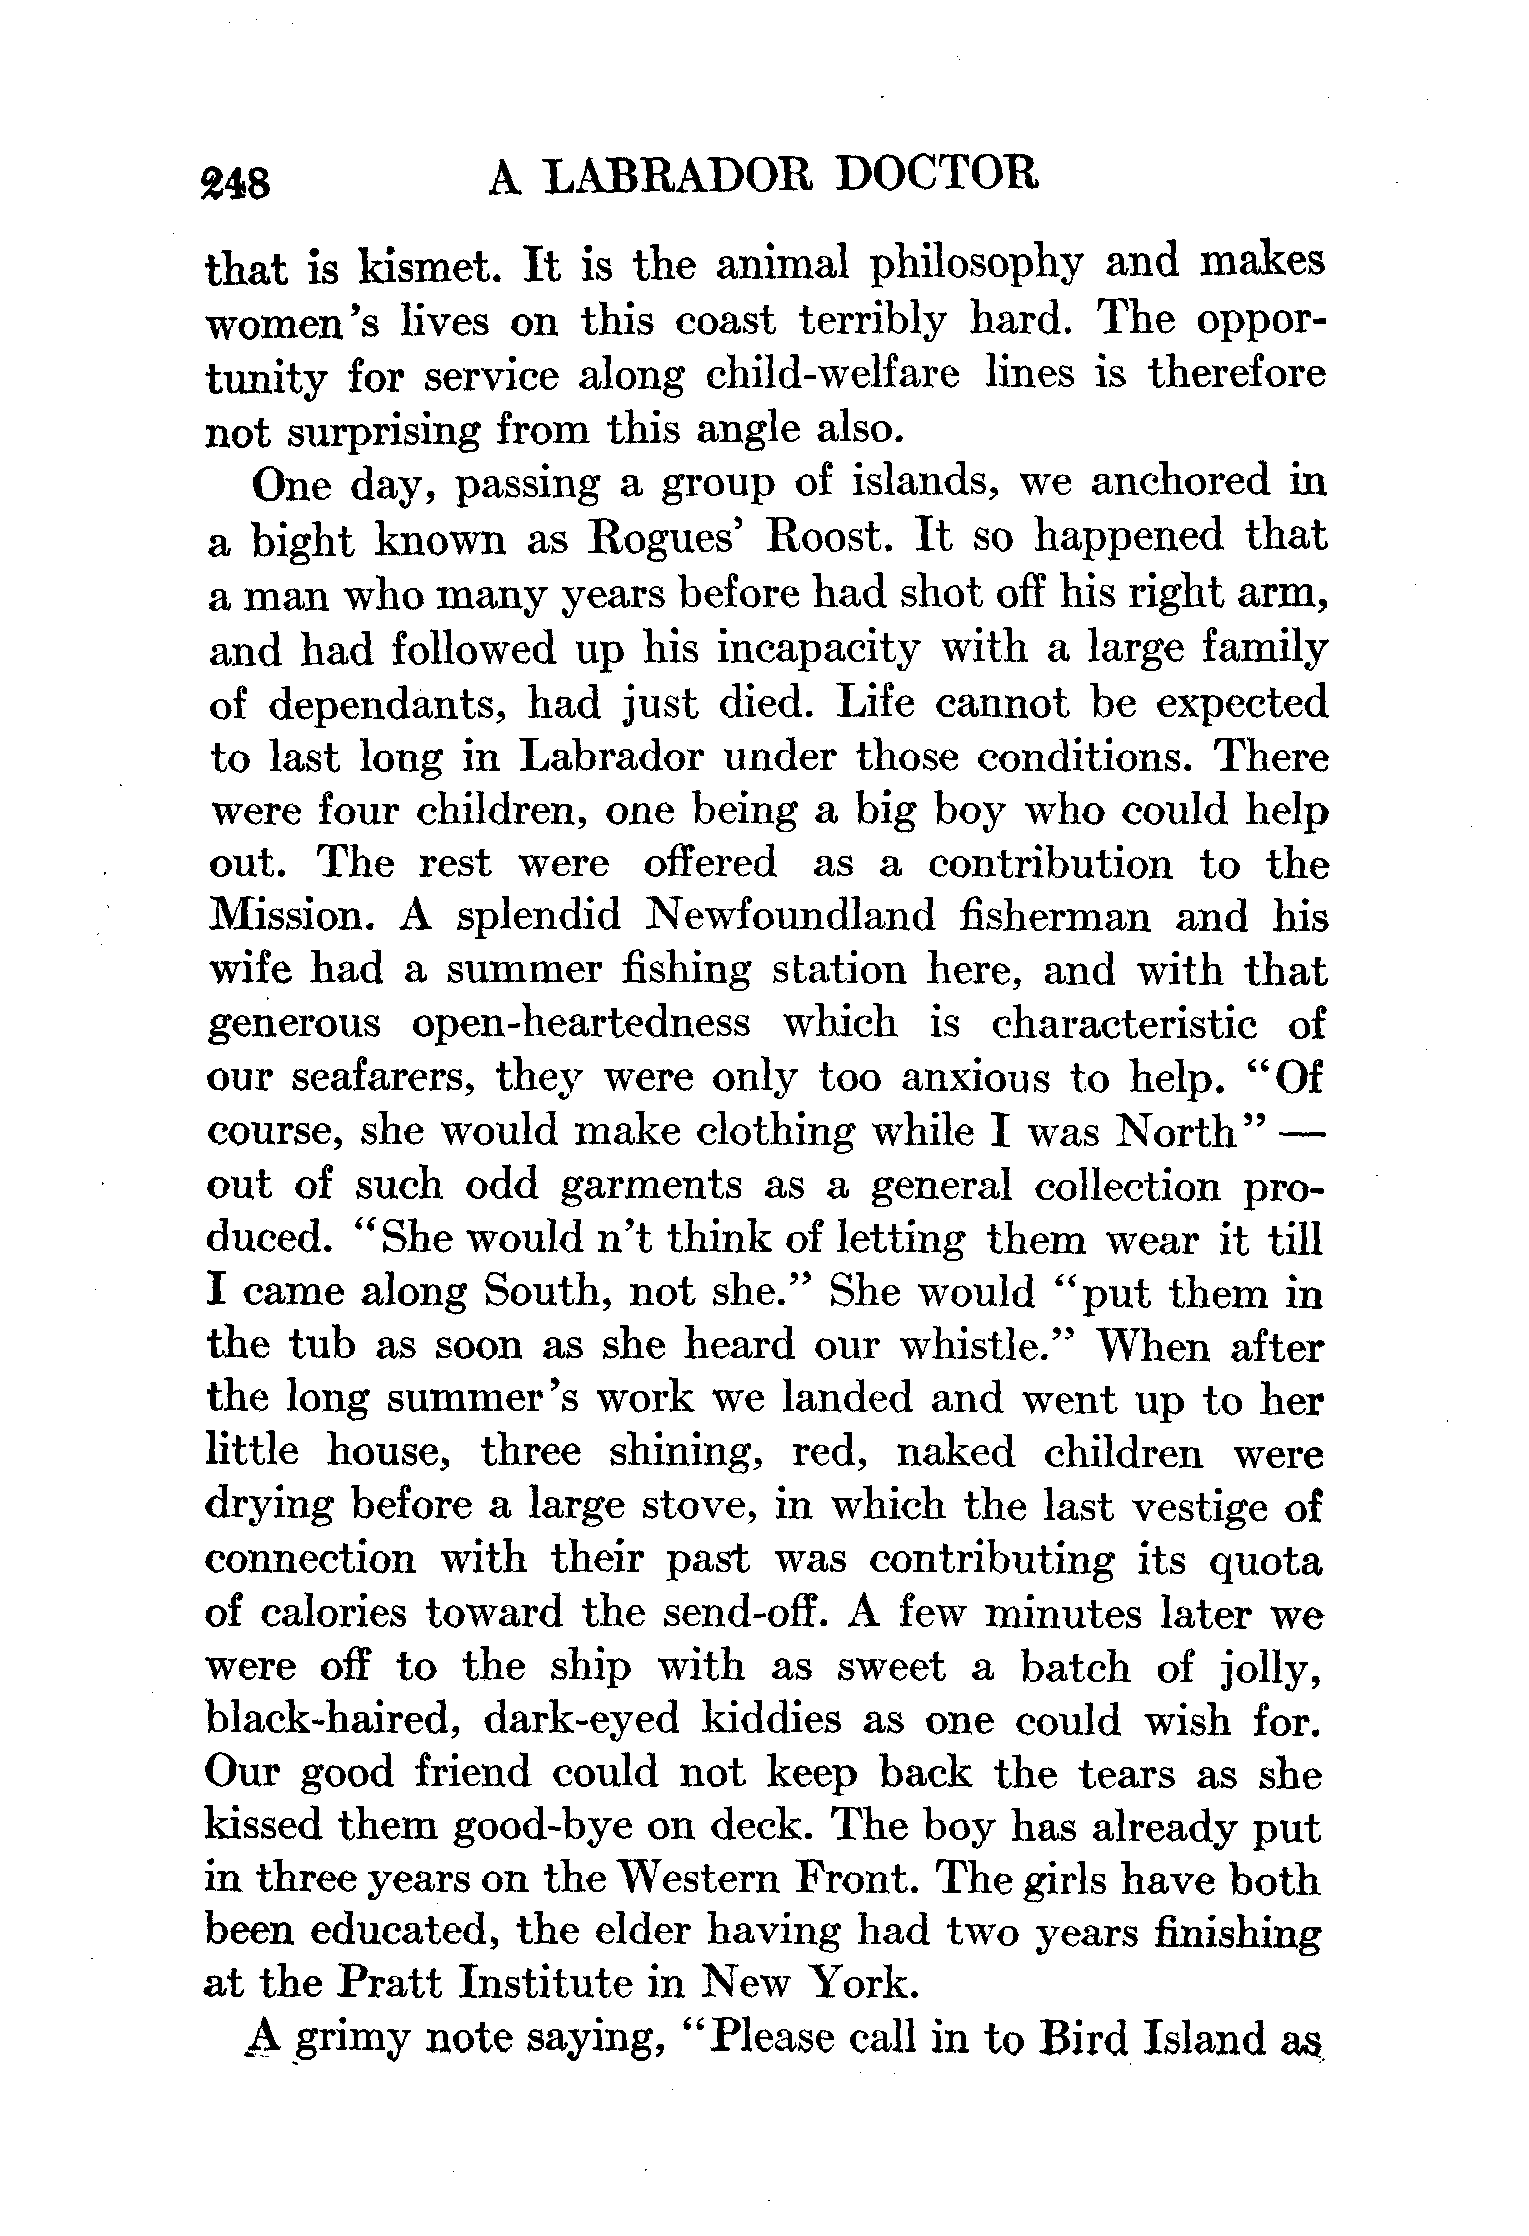 248 A LABRADOR DOCTOR
that is kismet. It is the animal philosophy and makes
women's lives on this coast terribly hard. The oppor-
tunity for service along child-welfare lines is therefore
not surprising from this angle also.
One day, passing a group of islands, we anchored in
a bight known as Rogues' Roost. It so happened that
a man who many years before had shot off his right arm,
and had followed up his incapacity with a large family
of dependants, had just died. Life cannot be expected
to last long in Labrador under those conditions. There
were four children, one being a big boy who could help
out. The rest were offered as a contribution to the
Mission. A splendid Newfoundland fisherman and his
wife had a summer fishing station here, and with that
generous open-heartedness which is characteristic of
our seafarers, they were only too anxious to help. "Of
course, she would make clothing while I was North" —
out of such odd garments as a general collection pro-
duced. "She would n't think of letting them wear it till
I came along South, not she." She would "put them in
the tub as soon as she heard our whistle." When after
the long summer's work we landed and went up to her
little house, three shining, red, naked children were
drying before a large stove, in which the last vestige of
connection with their past was contributing its quota
of calories toward the send-off. A few minutes later we
were off to the ship with as sweet a batch of jolly,
black-haired, dark-eyed kiddies as one could wish for.
Our good friend could not keep back the tears as she
kissed them good-bye on deck. The boy has already put
in three years on the Western Front. The girls have both
been educated, the elder having had two years finishing
at the Pratt Institute in New York.
A grimy note saying, "Please call in to Bird Island as